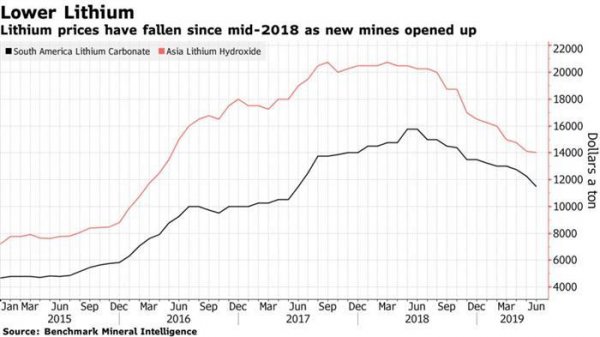 Lower Lithium
Lithium prices have fallen since mid-2018 as new mines opened up
South America Lithium Carbonate Asia Lithium Hydroxide
22000
20000
18000
16000
14000
12000
10000
8000
6000
4000
Dollars a ton
Jan Mar Jun Sep Dec Mar Jun Sep Dec Mar Jun Sep Dec Mar Jun Sep Dec Mar Jun
2015 2016 2017 2018 2019
Source: Benchmark Mineral Intelligence